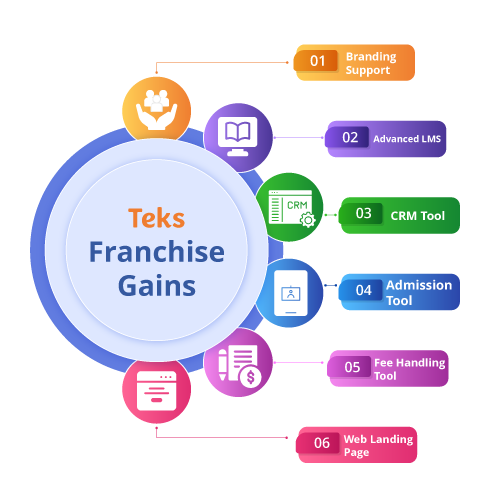 Teks
Franchise
Gains
01
Branding
Support
02
Advanced LMS
CRM
03
CRM Tool
04
Admission
Tool
05
Fee Handling
Tool
$
06
Web Landing
Page